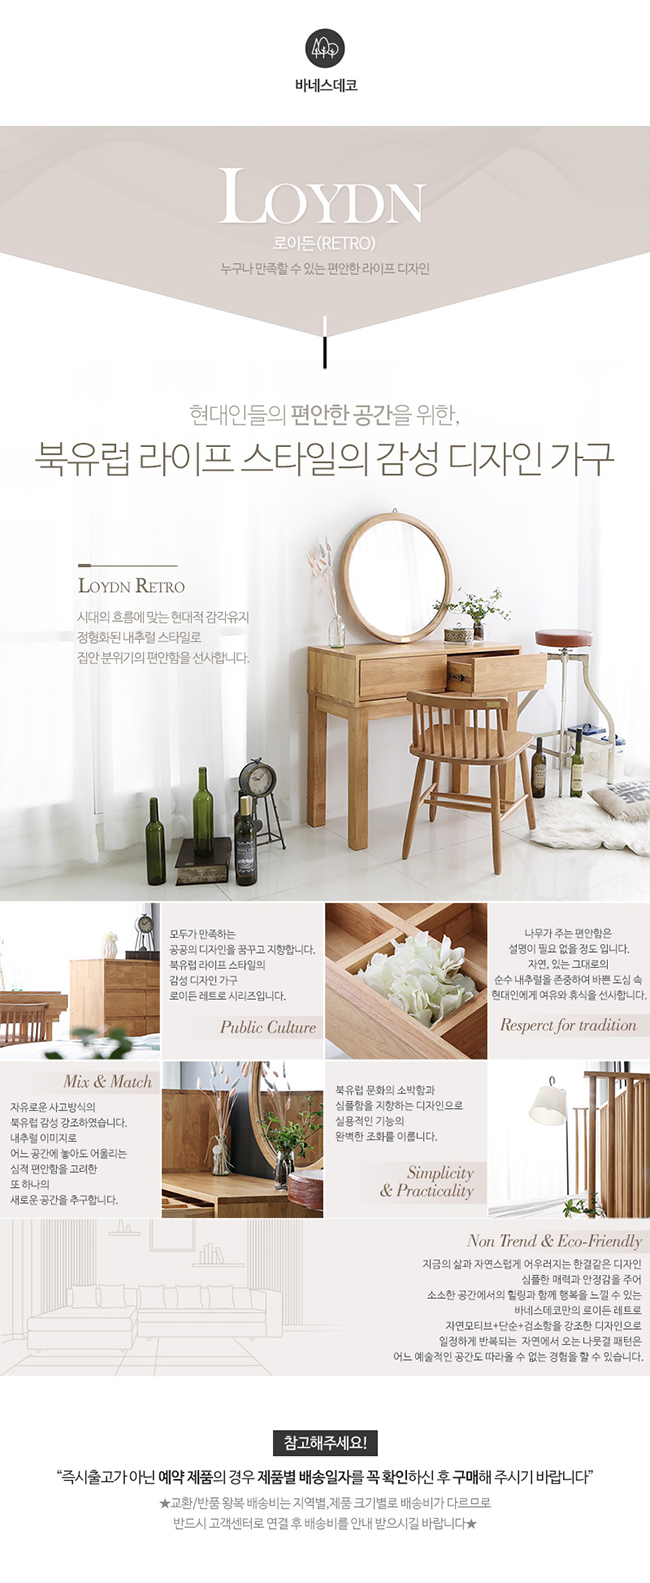 바네스데코
LOYDN
로이든(RETRO)
누구나 만족할 수 있는 편안한 라이프 디자인
현대인들의 편안한 공간을 위한,
북유럽 라이프 스타일의 감성 디자인 가구
LOYDN RETRO
시대의 흐름에 맞는 현대적 감각유지
정형화된 내추럴 스타일로
집안 분위기의 편안함을 선사합니다.
모두가 만족하는
공공의 디자인을 꿈꾸고 지향합니다.
북유럽 라이프 스타일의
감성 디자인 가구
로이든 레트로 시리즈입니다.
Public Culture
나무가 주는 편안함은
설명이 필요 없을 정도 입니다.
자연, 있는 그대로의
순수 내추럴을 존중하여 바쁜 도심 속
현대인에게 여유와 휴식을 선사합니다.
Resperct for tradition
Mix & Match
자유로운 사고방식의
북유럽 감성 강조하였습니다.
내추럴 이미지로
어느 공간에 놓아도 어울리는
심적 편안함을 고려한
또 하나의
새로운 공간을 추구합니다.
북유럽 문화의 소박함과
심플함을 지향하는 디자인으로
실용적인 기능의
완벽한 조화를 이룹니다.
Simplicity
& Practicality
Non Trend & Eco-Friendly
지금의 삶과 자연스럽게 어우러지는 한결같은 디자인
심플한 매력과 안정감을 주어
소소한 공간에서의 힐링과 함께 행복을 느낄 수 있는
바네스데코만의 로이든 레트로
자연모티브+단순+검소함을 강조한 디자인으로
일정하게 반복되는 자연에서 오는 나뭇결 패턴은
어느 예술적인 공간도 따라올 수 없는 경험을 할 수 있습니다.
참고해주세요!
“즉시출고가 아닌 예약 제품의 경우 제품별 배송일자를 꼭 확인하신 후 구매해 주시기 바랍니다”
★교환/반품 왕복 배송비는 지역별,제품 크기별로 배송비가 다르므로
반드시 고객센터로 연결 후 배송비를 안내 받으시길 바랍니다★